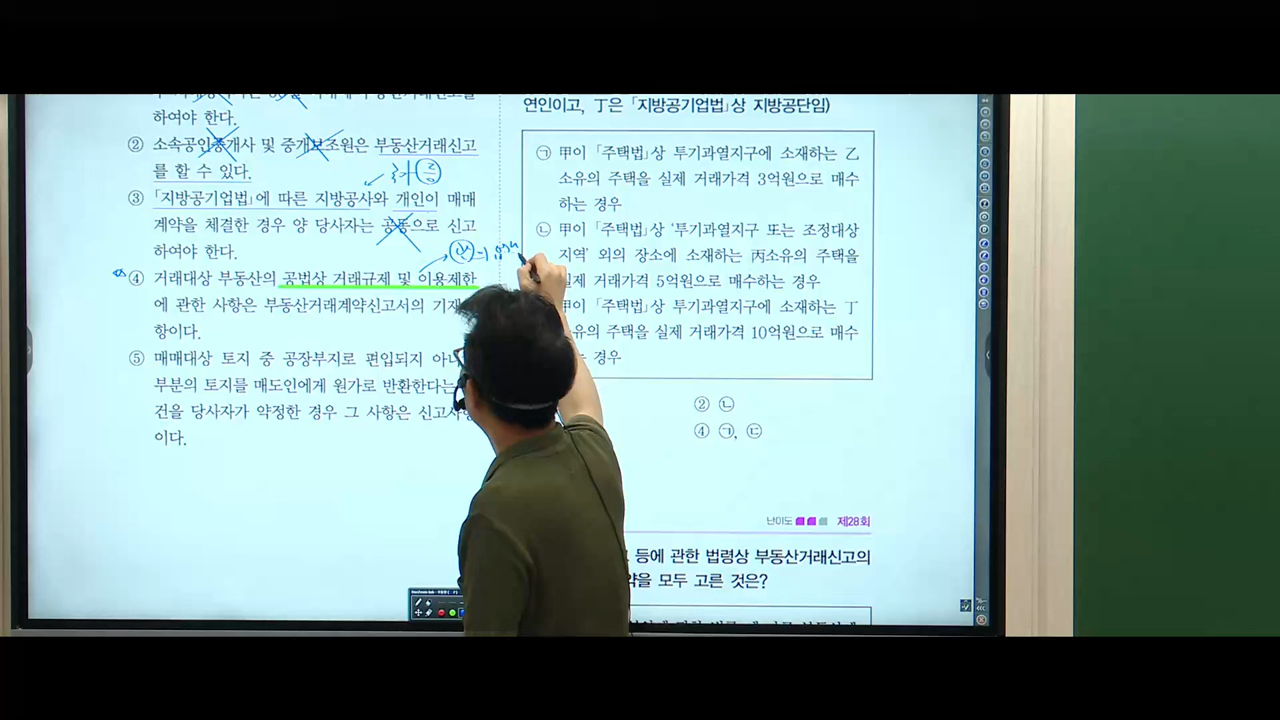 하여야 한다.
② 소속공인중개사 및 중개보조원은 부동산거래신고
를 할 수 있다.
③ 「지방공기업법」에 따른 지방공사와 개인이 매매
계약을 체결한 경우 양 당사자는 공동으로 신고
하여야 한다.
④ 거래대상 부동산의 공법상 거래규제 및 이용제한
에 관한 사항은 부동산거래계약신고서의 기재
항이다.
⑤ 매매대상 토지 중 공장부지로 편입되지 아니
부분의 토지를 매도인에게 원가로 반환한다는
건을 당사자가 약정한 경우 그 사항은 신고사항
이다.
연인이고, 丁은 「지방공기업법」상 지방공단임)
㉠ 甲이 「주택법」상 투기과열지구에 소재하는 乙
소유의 주택을 실제 거래가격 3억원으로 매수
하는 경우
㉡ 甲이 「주택법」상 '투기과열지구 또는 조정대상
지역' 외의 장소에 소재하는 丙소유의 주택을
실제 거래가격 5억원으로 매수하는 경우
甲이 「주택법」상 투기과열지구에 소재하는 丁
소유의 주택을 실제 거래가격 10억원으로 매수
경우
② ㉡
④ ㉠, ㉢
난이도 제28회
등에 관한 법령상 부동산거래신고의
약을 모두 고른 것은?